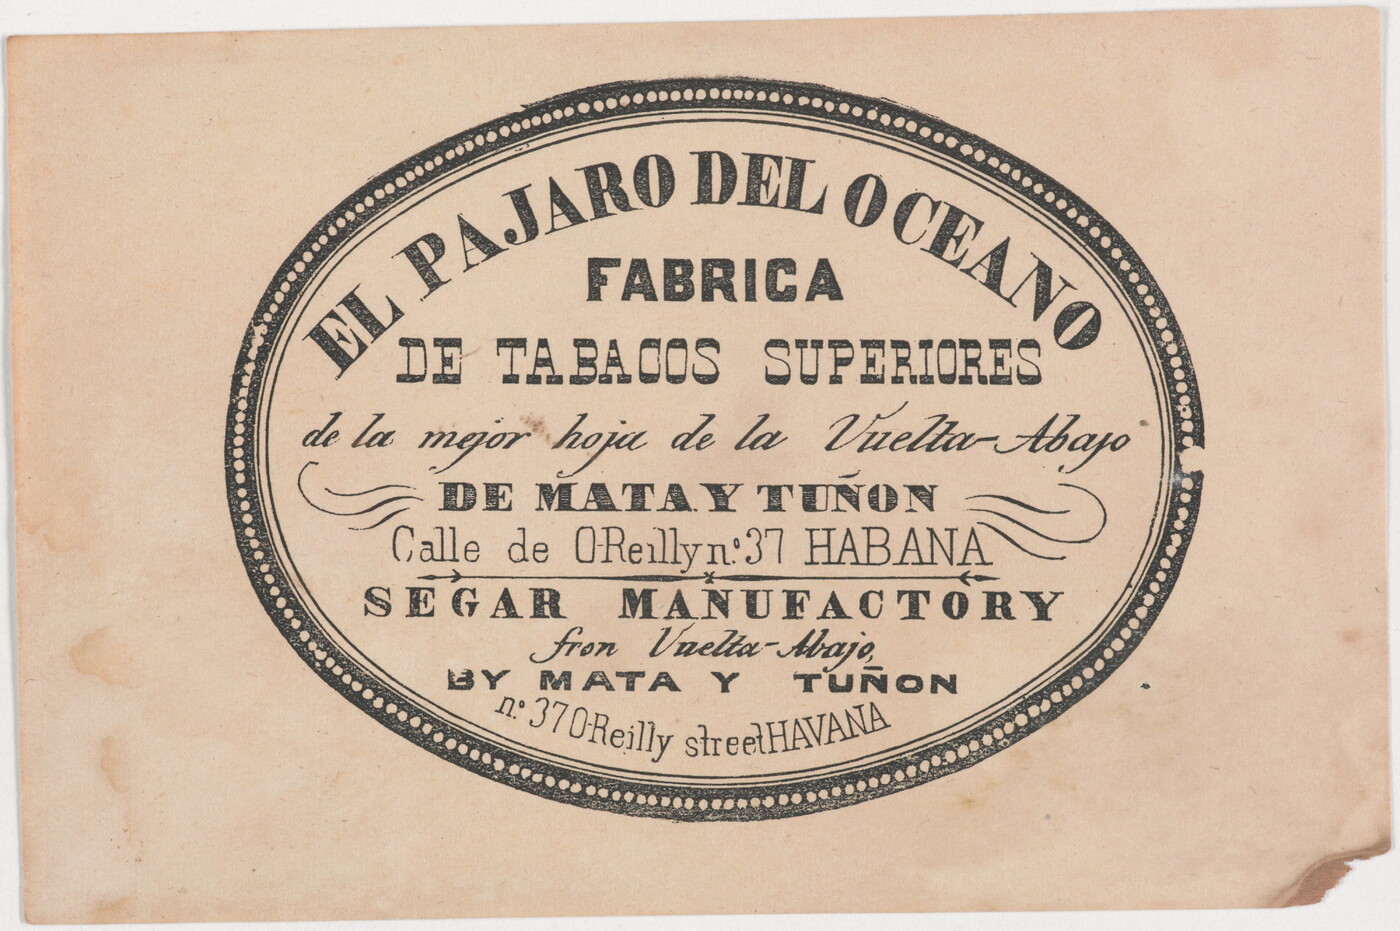 EL PAJARO DEL OCEANO
FABRICA
DE TABACOS SUPERIORES
de la mejor hoja de la Vuelta-Abajo
DE MATA Y TUÑON
Calle de O-Reilly n.º 37 HABANA
SEGAR MANUFACTORY
fron Vuelta-Abajo,
BY MATA Y TUÑON
n.º 37 O-Reilly street HAVANA